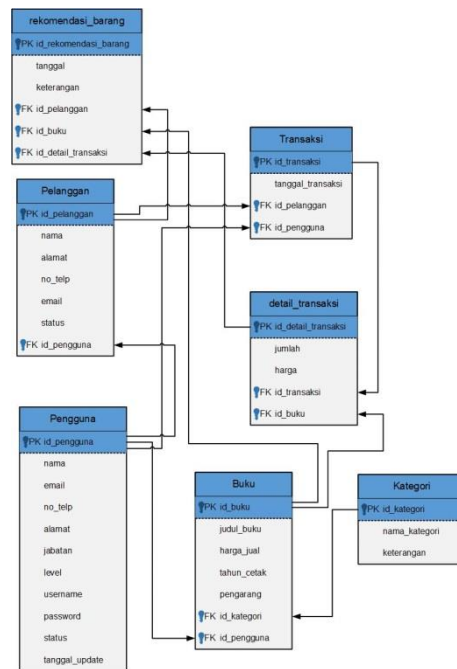 rekomendasi_barang
PK id_rekomendasi_barang
tanggal
keterangan
FK id_pelanggan
FK id_buku
FK id_detail_transaksi
Pelanggan
PK id_pelanggan
nama
alamat
no_telp
email
status
FK id_pengguna
Pengguna
PK id_pengguna
nama
email
no_telp
alamat
jabatan
level
username
password
status
tanggal_update
Transaksi
PK id_transaksi
tanggal_transaksi
FK id_pelanggan
FK id_pengguna
detail_transaksi
PK id_detail_transaksi
jumlah
harga
FK id_transaksi
FK id_buku
Buku
PK id_buku
judul_buku
harga_jual
tahun_cetak
pengarang
FK id_kategori
FK id_pengguna
Kategori
PK id_kategori
nama_kategori
keterangan